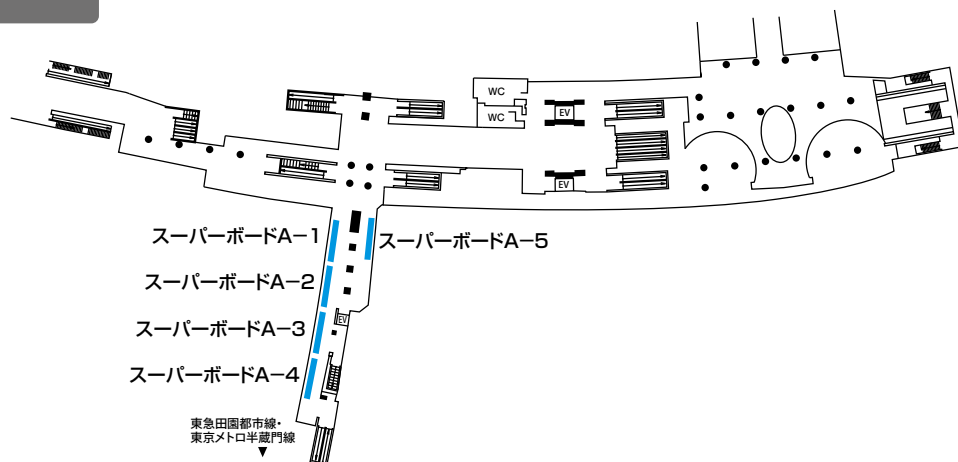 WC
WC
EV
EV
スーパーボードA−1
スーパーボードA−5
スーパーボードA−2
スーパーボードA−3
EV
スーパーボードA−4
東急田園都市線・
東京メトロ半蔵門線
▼